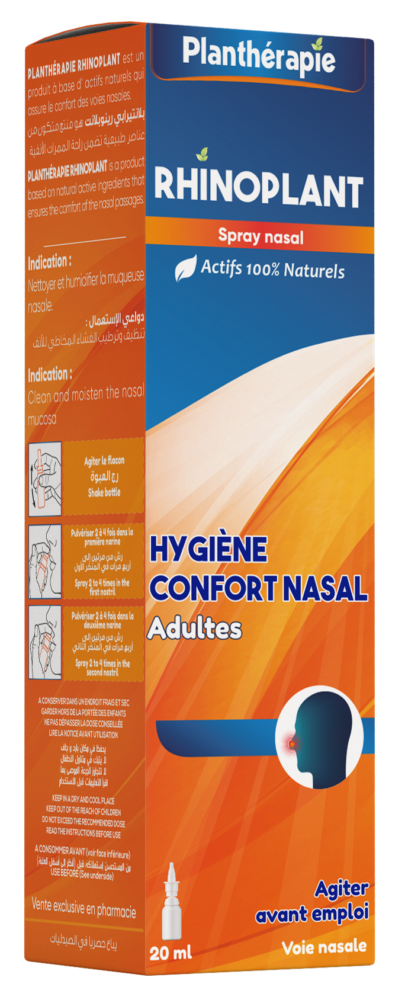 PLANTHÉRAPIE RHINOPLANT est un
produit à base d' actifs naturels qui
assure le confort des voies nasales.
بلانتيرابي رينوبلانت هو منتج متكون من
عناصر طبيعية تضمن راحة الممرات الأنفية
PLANTHÉRAPIE RHINOPLANT is a product
based on natural active ingredients that
ensures the comfort of the nasal passages.
Indication :
Nettoyer et humidifier la muqueuse
nasale.
دواعي الإستعمال :
تنظيف وترطيب الغشاء المخاطي للأنف
Indication :
Clean and moisten the nasal
mucosa
Agiter le flacon
رج العبوة
Shake bottle
Pulvériser 2 à 4 fois dans la
première narine
رش من مرتين إلى
أربع مرات في المنخر الأول
Spray 2 to 4 times in the
first nostril
Pulvériser 2 à 4 fois dans la
deuxième narine
رش من مرتين إلى
أربع مرات في المنخر الثاني
Spray 2 to 4 times in the
second nostril
A CONSERVER DANS UN ENDROIT FRAIS ET SEC
GARDER HORS DE LA PORTÉE DES ENFANTS
NE PAS DÉPASSER LA DOSE CONSEILLÉE
LIRE LA NOTICE AVANT UTILISATION
يحفظ في مكان بارد و جاف
لا يترك في متناول الأطفال
لا تتجاوز الجرعة الموصى بها
اقرأ التعليمات قبل الاستخدام
KEEP IN A DRY AND COOL PLACE
KEEP OUT OF THE REACH OF CHILDREN
DO NOT EXCEED THE RECOMMENDED DOSE
READ THE INSTRUCTIONS BEFORE USE
A CONSOMMER AVANT (voir face inférieure)
من المستحسن إستهلاكه قبل (أنظر إلى أسفل العلبة)
USE BEFORE (See underside)
Vente exclusive en pharmacie
يباع حصريا في الصيدليات
Planthérapie
RHINOPLANT
Spray nasal
Actifs 100% Naturels
HYGIÈNE
CONFORT NASAL
Adultes
Agiter
avant emploi
20 ml
Voie nasale